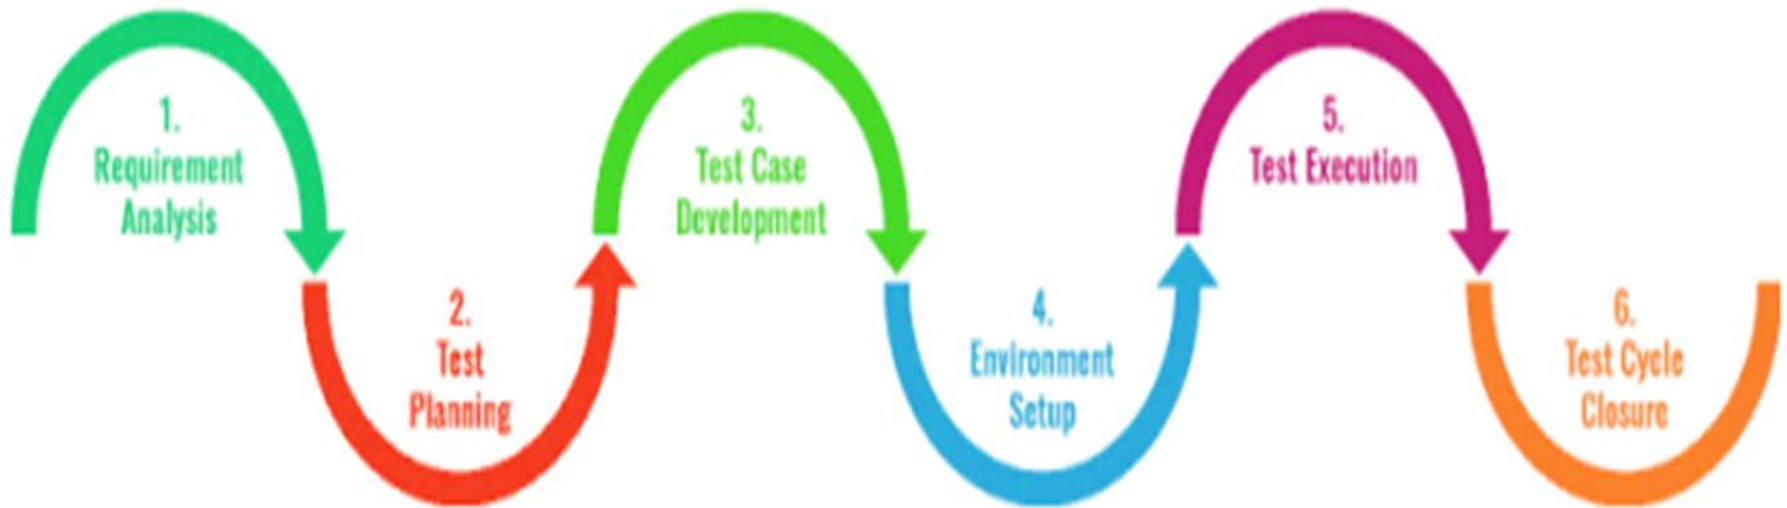 1.
Requirement
Analysis
2.
Test
Planning
3.
Test Case
Development
4.
Environment
Setup
5.
Test Execution
6.
Test Cycle
Closure